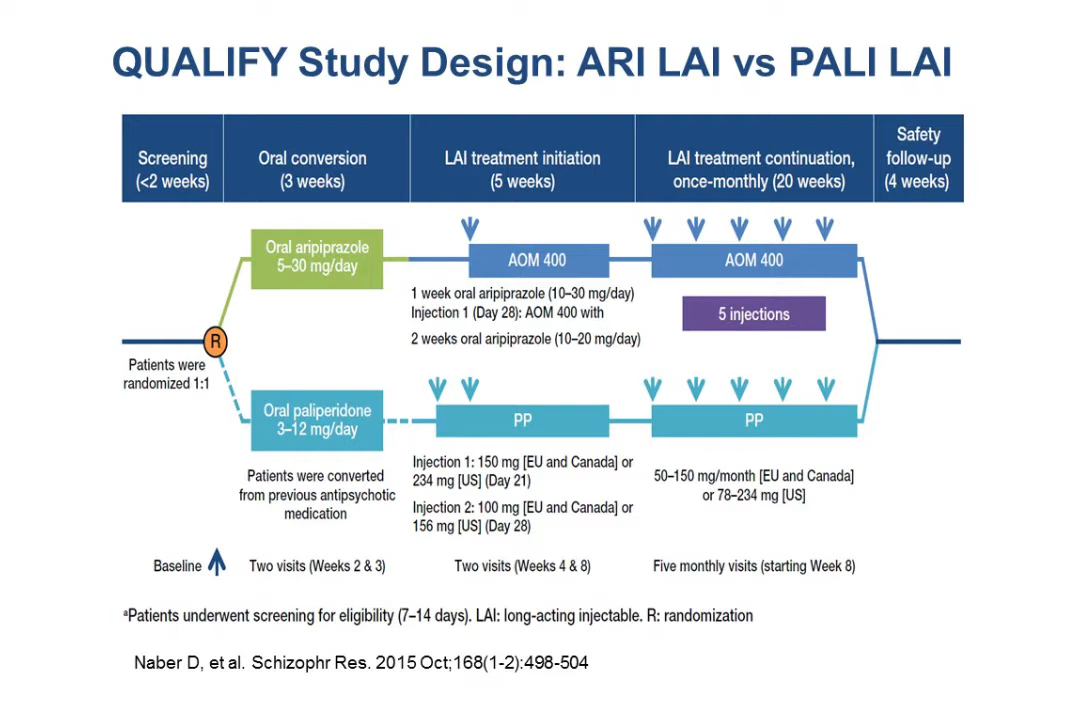 QUALIFY Study Design: ARI LAI vs PALI LAI
Screening
(<2 weeks)
Oral conversion
(3 weeks)
LAI treatment initiation
(5 weeks)
LAI treatment continuation,
once-monthly (20 weeks)
Safety
follow-up
(4 weeks)
Oral aripiprazole
5–30 mg/day
AOM 400
AOM 400
1 week oral aripiprazole (10–30 mg/day)
Injection 1 (Day 28): AOM 400 with
2 weeks oral aripiprazole (10–20 mg/day)
5 injections
R
Patients were
randomized 1:1
Oral paliperidone
3–12 mg/day
PP
PP
Patients were converted
from previous antipsychotic
medication
Injection 1: 150 mg [EU and Canada] or
234 mg [US] (Day 21)
Injection 2: 100 mg [EU and Canada] or
156 mg [US] (Day 28)
50–150 mg/month [EU and Canada]
or 78–234 mg [US]
Baseline
Two visits (Weeks 2 & 3)
Two visits (Weeks 4 & 8)
Five monthly visits (starting Week 8)
ᵃPatients underwent screening for eligibility (7–14 days). LAI: long-acting injectable. R: randomization
Naber D, et al. Schizophr Res. 2015 Oct;168(1-2):498-504